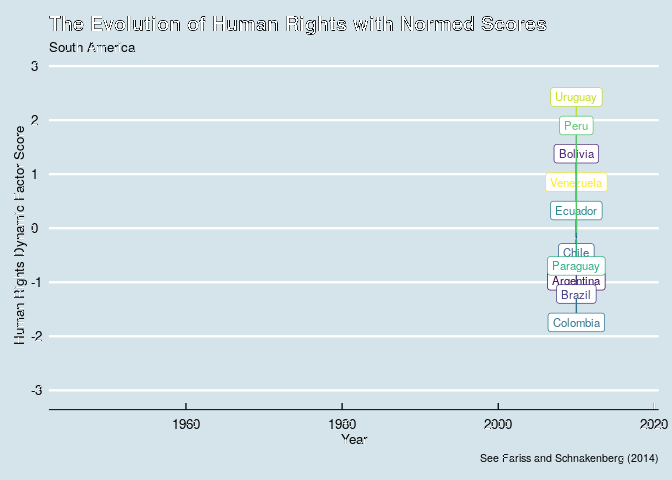 The Evolution of Human Rights with Normed Scores
South America
3
2
1
0
-1
-2
-3
Human Rights Dynamic Factor Score
Uruguay
Peru
Bolivia
Venezuela
Ecuador
Chile
Paraguay
Argentina
Brazil
Colombia
1960 1980 2000 2020
Year
See Fariss and Schnakenberg (2014)